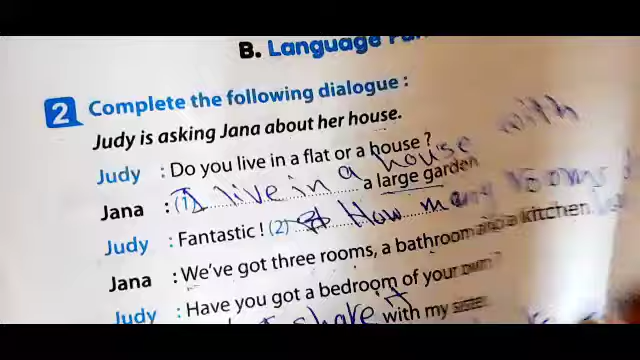 B. Language Fun
2 Complete the following dialogue :
Judy is asking Jana about her house.
Judy : Do you live in a flat or a house ?
Jana : (1) I live in a house with a large garden
Judy : Fantastic ! (2) How many rooms
Jana : We've got three rooms, a bathroom and a kitchen.
Judy : Have you got a bedroom of your own ?
share it with my sister